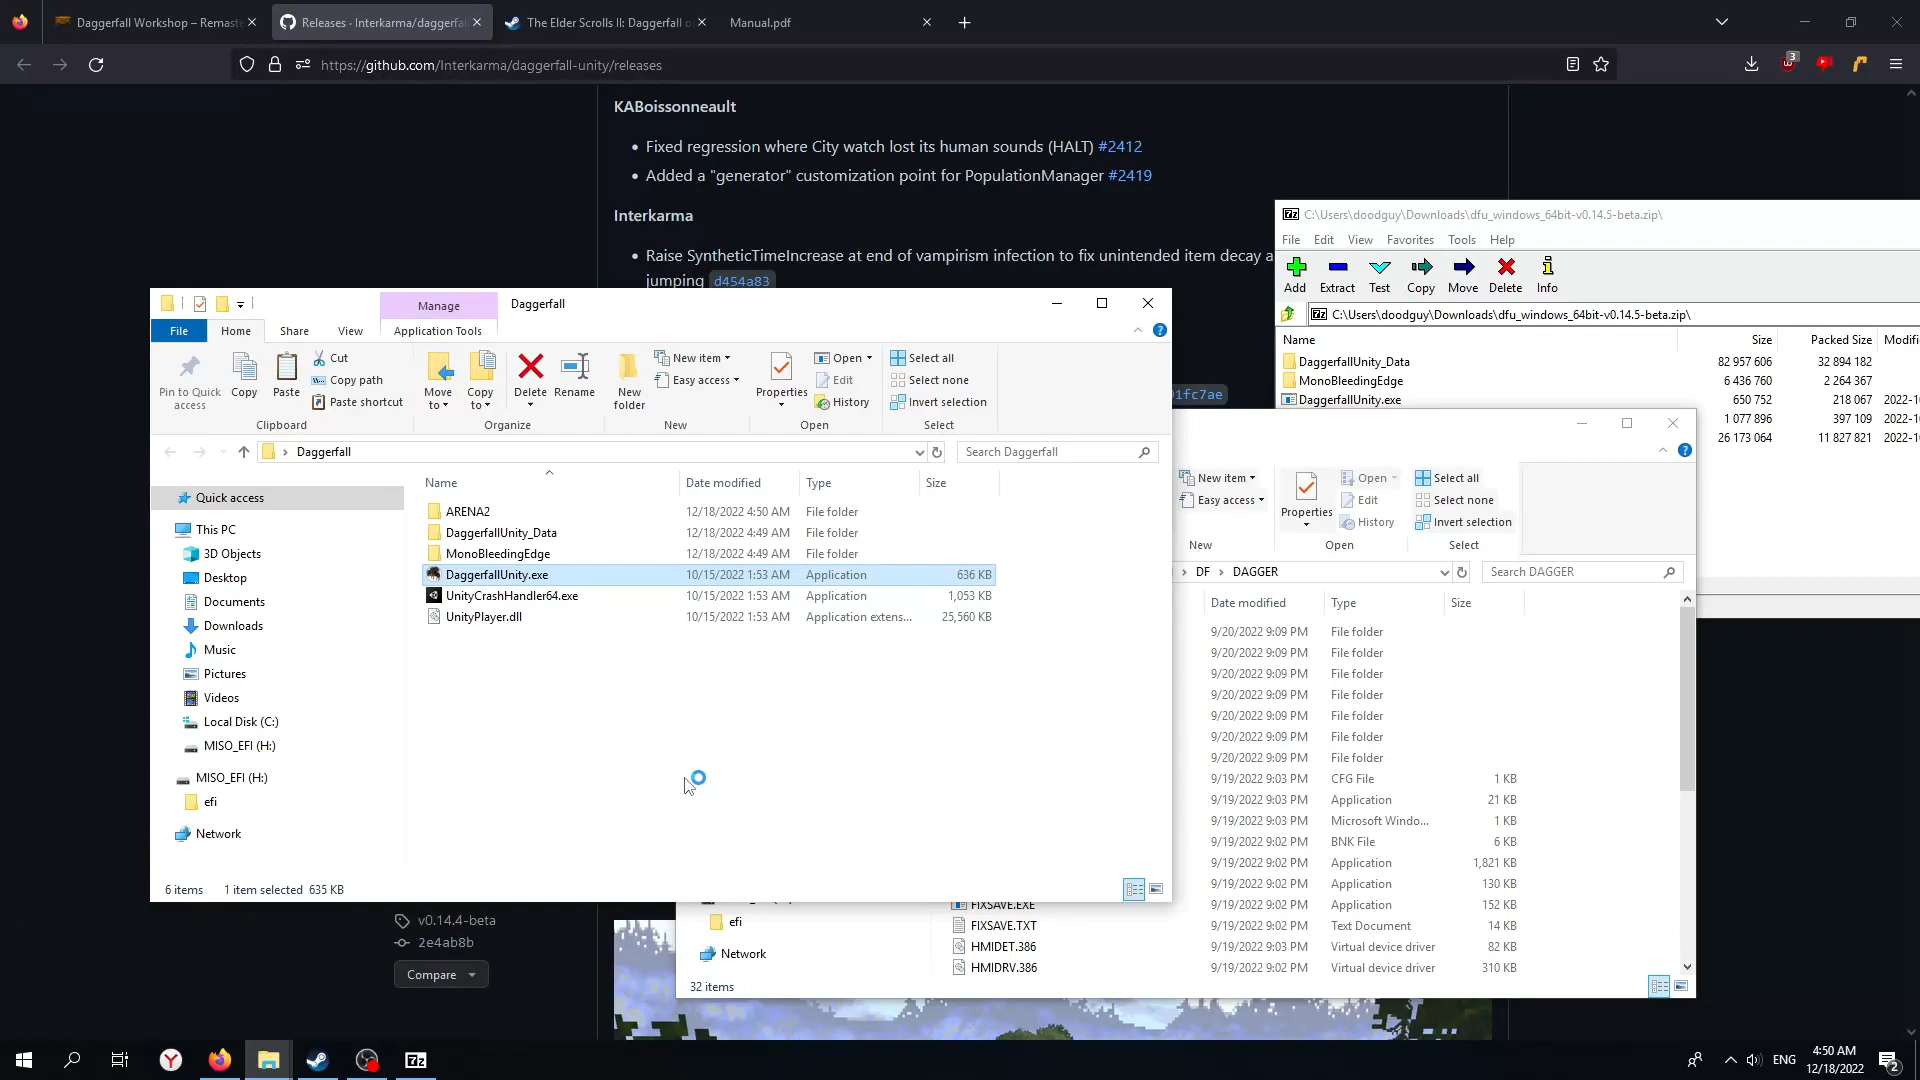 Daggerfall Workshop – Remaste
Releases · Interkarma/daggerfall
The Elder Scrolls II: Daggerfall o
Manual.pdf
https://github.com/Interkarma/daggerfall-unity/releases
3
KABoissonneault
Fixed regression where City watch lost its human sounds (HALT) #2412
Added a "generator" customization point for PopulationManager #2419
Interkarma
Raise SyntheticTimeIncrease at end of vampirism infection to fix unintended item decay a
jumping d454a83
91fc7ae
C:\Users\doodguy\Downloads\dfu_windows_64bit-v0.14.5-beta.zip\
File Edit View Favorites Tools Help
Add Extract Test Copy Move Delete Info
C:\Users\doodguy\Downloads\dfu_windows_64bit-v0.14.5-beta.zip\
Name Size Packed Size Modifi
DaggerfallUnity_Data 82 957 606 32 894 182
MonoBleedingEdge 6 436 760 2 264 367
DaggerfallUnity.exe 650 752 218 067 2022-10
1 077 896 397 109 2022-10
26 173 064 11 827 821 2022-10
Manage Daggerfall
File Home Share View Application Tools
Pin to Quick access
Copy
Paste
Cut
Copy path
Paste shortcut
Clipboard
Move to
Copy to
Delete
Rename
Organize
New folder
New item
Easy access
New
Properties
Open
Edit
History
Open
Select all
Select none
Invert selection
Select
Daggerfall
Search Daggerfall
Name Date modified Type Size
ARENA2 12/18/2022 4:50 AM File folder
DaggerfallUnity_Data 12/18/2022 4:49 AM File folder
MonoBleedingEdge 12/18/2022 4:49 AM File folder
DaggerfallUnity.exe 10/15/2022 1:53 AM Application 636 KB
UnityCrashHandler64.exe 10/15/2022 1:53 AM Application 1,053 KB
UnityPlayer.dll 10/15/2022 1:53 AM Application extens... 25,560 KB
Quick access
This PC
3D Objects
Desktop
Documents
Downloads
Music
Pictures
Videos
Local Disk (C:)
MISO_EFI (H:)
MISO_EFI (H:)
efi
Network
6 items 1 item selected 635 KB
New item
Easy access
New
Properties
Open
Edit
History
Open
Select all
Select none
Invert selection
Select
DF DAGGER
Search DAGGER
Date modified Type Size
9/20/2022 9:09 PM File folder
9/20/2022 9:09 PM File folder
9/20/2022 9:09 PM File folder
9/20/2022 9:09 PM File folder
9/20/2022 9:09 PM File folder
9/20/2022 9:09 PM File folder
9/20/2022 9:09 PM File folder
9/19/2022 9:03 PM CFG File 1 KB
9/19/2022 9:03 PM Application 21 KB
9/19/2022 9:03 PM Microsoft Windo... 1 KB
9/19/2022 9:02 PM BNK File 6 KB
9/19/2022 9:02 PM Application 1,821 KB
9/19/2022 9:02 PM Application 130 KB
FIXSAVE.EXE 9/19/2022 9:02 PM Application 152 KB
FIXSAVE.TXT 9/19/2022 9:02 PM Text Document 14 KB
HMIDET.386 9/19/2022 9:03 PM Virtual device driver 82 KB
HMIDRV.386 9/19/2022 9:02 PM Virtual device driver 310 KB
efi
Network
32 items
v0.14.4-beta
2e4ab8b
Compare
ENG
4:50 AM
12/18/2022
2